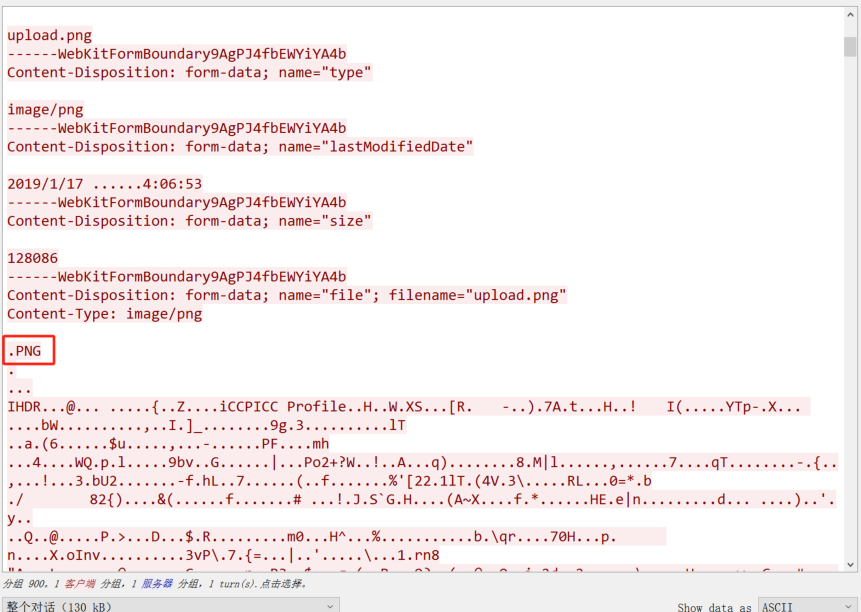 upload.png
------WebKitFormBoundary9AgPJ4fbEWYiYA4b
Content-Disposition: form-data; name="type"
image/png
------WebKitFormBoundary9AgPJ4fbEWYiYA4b
Content-Disposition: form-data; name="lastModifiedDate"
2019/1/17 ......4:06:53
------WebKitFormBoundary9AgPJ4fbEWYiYA4b
Content-Disposition: form-data; name="size"
128086
------WebKitFormBoundary9AgPJ4fbEWYiYA4b
Content-Disposition: form-data; name="file"; filename="upload.png"
Content-Type: image/png
.PNG
.
...
IHDR...@... .....{..Z....iCCPICC Profile..H..W.XS...[R.   -..).7A.t...H..!   I(.....YTp-.X...
....bW..........,..I.]_........9g.3..........lT
..a.(6......$u.....,...-......PF....mh
...4....WQ.p.l.....9bv..G......|...Po2+?W..!..A...q)........8.M|l......,......7....qT........-.{..
,...!...3.bU2.......-f.hL..7......(..f.......%'[22.1lT.(4V.3\.....RL...0=*.b
./       82{)....&(......f.......# ...!.J.S`G.H....(A~X....f.*......HE.e|n.........d... ....)..'.
y..
..Q..@.....P.>...D...$.R.........m0...H^...%............b.\qr....70H...p.
n....X.oInv..........3vP\.7.{=...|..'.....\...1.rn8
分组 900。1 客户端 分组，1 服务器 分组，1 turn(s). 点击选择。
整个对话 (130 kB)
Show data as ASCII